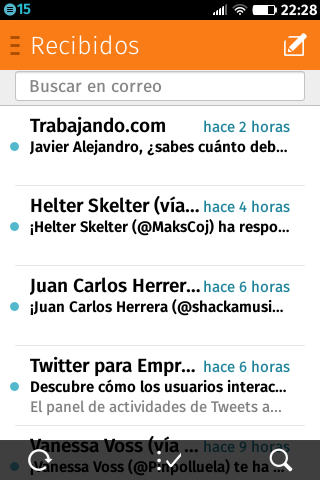 15 22:28
Recibidos
Buscar en correo
Trabajando.com hace 2 horas
Javier Alejandro, ¿sabes cuánto deb...
Helter Skelter (vía... hace 4 horas
¡Helter Skelter (@MaksCoj) ha respo...
Juan Carlos Herrer... hace 6 horas
¡Juan Carlos Herrera (@shackamusi...
Twitter para Empr... hace 6 horas
Descubre cómo los usuarios interac...
El panel de actividades de Tweets a...
Vanessa Voss (vía ... hace 9 horas
¡Vanessa Voss (@Pinpolluela) te ha ...